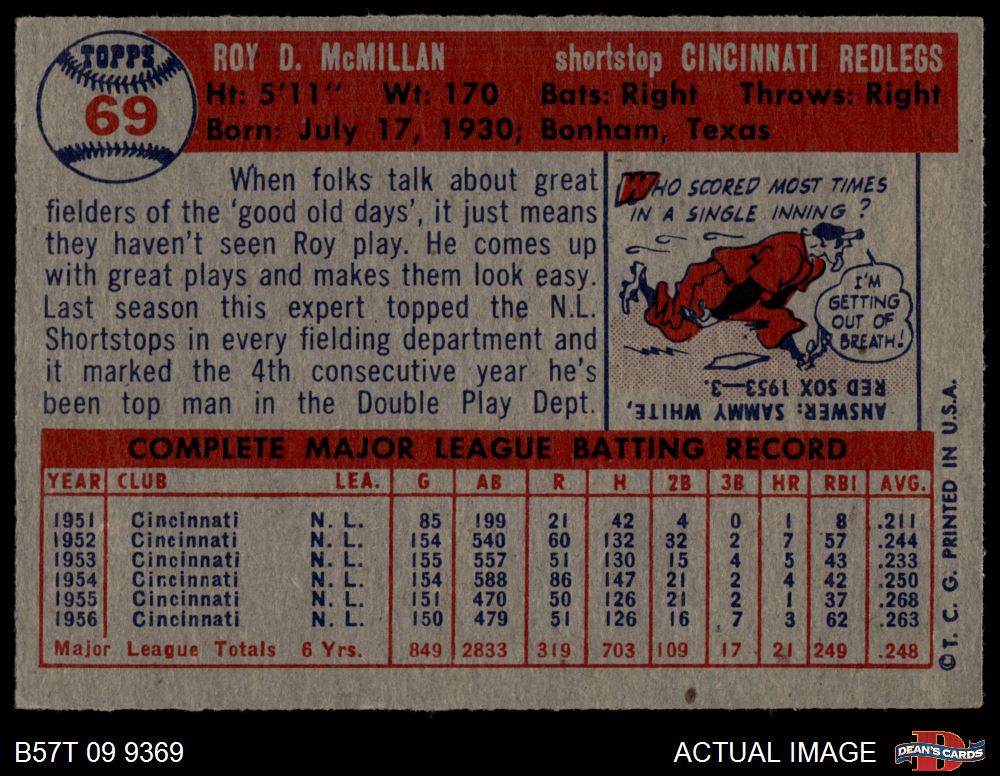 TOPPS
69
ROY D. McMILLAN shortstop CINCINNATI REDLEGS
Ht: 5'11" Wt: 170 Bats: Right Throws: Right
Born: July 17, 1930; Bonham, Texas
When folks talk about great
fielders of the 'good old days', it just means
they haven't seen Roy play. He comes up
with great plays and makes them look easy.
Last season this expert topped the N.L.
Shortstops in every fielding department and
it marked the 4th consecutive year he's
been top man in the Double Play Dept.
WHO SCORED MOST TIMES
IN A SINGLE INNING ?
I'M
GETTING
OUT OF
BREATH!
ANSWER: SAMMY WHITE,
RED SOX 1953—3.
COMPLETE MAJOR LEAGUE BATTING RECORD
YEAR CLUB LEA. G AB R H 2B 3B HR RBI AVG.
1951 Cincinnati N. L. 85 199 21 42 4 0 1 8 .211
1952 Cincinnati N. L. 154 540 60 132 32 2 7 57 .244
1953 Cincinnati N. L. 155 557 51 130 15 4 5 43 .233
1954 Cincinnati N. L. 154 588 86 147 21 2 4 42 .250
1955 Cincinnati N. L. 151 470 50 126 21 2 1 37 .268
1956 Cincinnati N. L. 150 479 51 126 16 7 3 62 .263
Major League Totals 6 Yrs. 849 2833 319 703 109 17 21 249 .248
© T. C. G. PRINTED IN U.S.A.
B57T 09 9369 ACTUAL IMAGE
D
DEAN'S CARDS